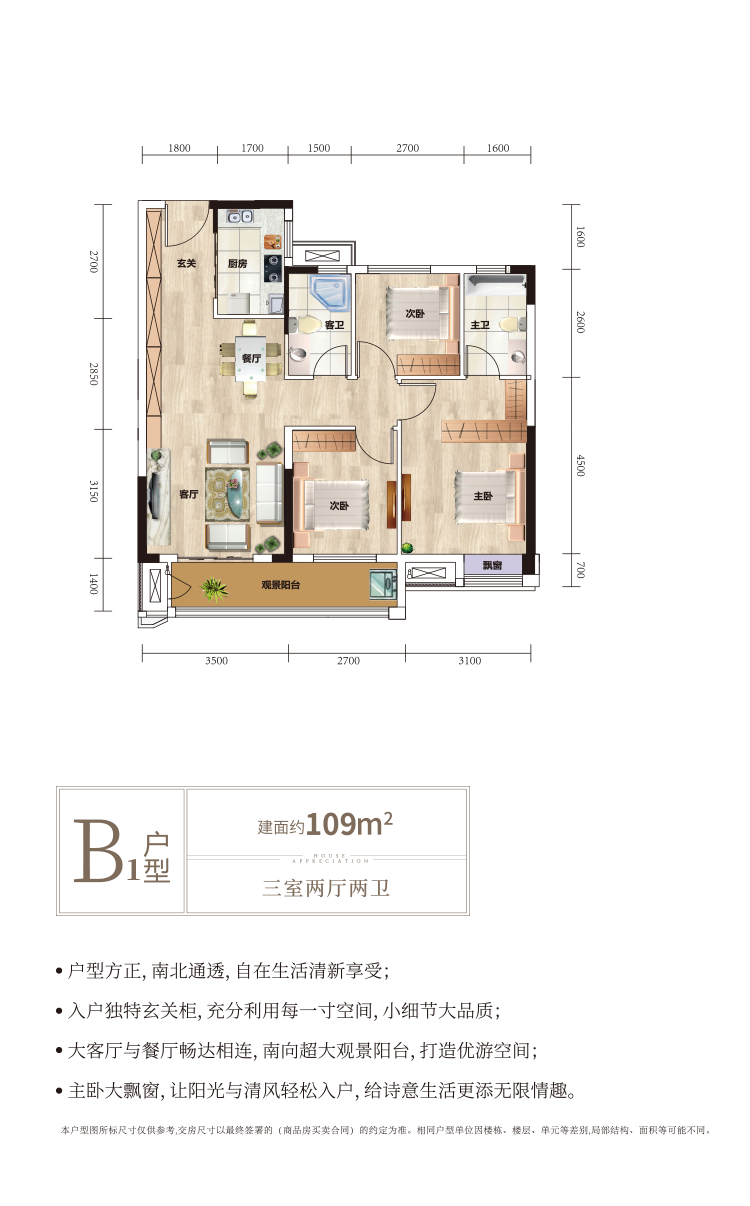 1800 1700 1500 2700 1600
2700
2850
3150
1400
1600
2600
4500
700
玄关
厨房
客卫
次卧
主卫
餐厅
客厅
次卧
主卧
飘窗
观景阳台
3500 2700 3100
B1户型
建面约109m²
HOUSE
APPRECIATION
三室两厅两卫
• 户型方正, 南北通透, 自在生活清新享受;
• 入户独特玄关柜, 充分利用每一寸空间, 小细节大品质;
• 大客厅与餐厅畅达相连, 南向超大观景阳台, 打造优游空间;
• 主卧大飘窗, 让阳光与清风轻松入户, 给诗意生活更添无限情趣。
本户型图所标尺寸仅供参考,交房尺寸以最终签署的（商品房买卖合同）的约定为准。相同户型单位因楼栋、楼层、单元等差别,局部结构、面积等可能不同。